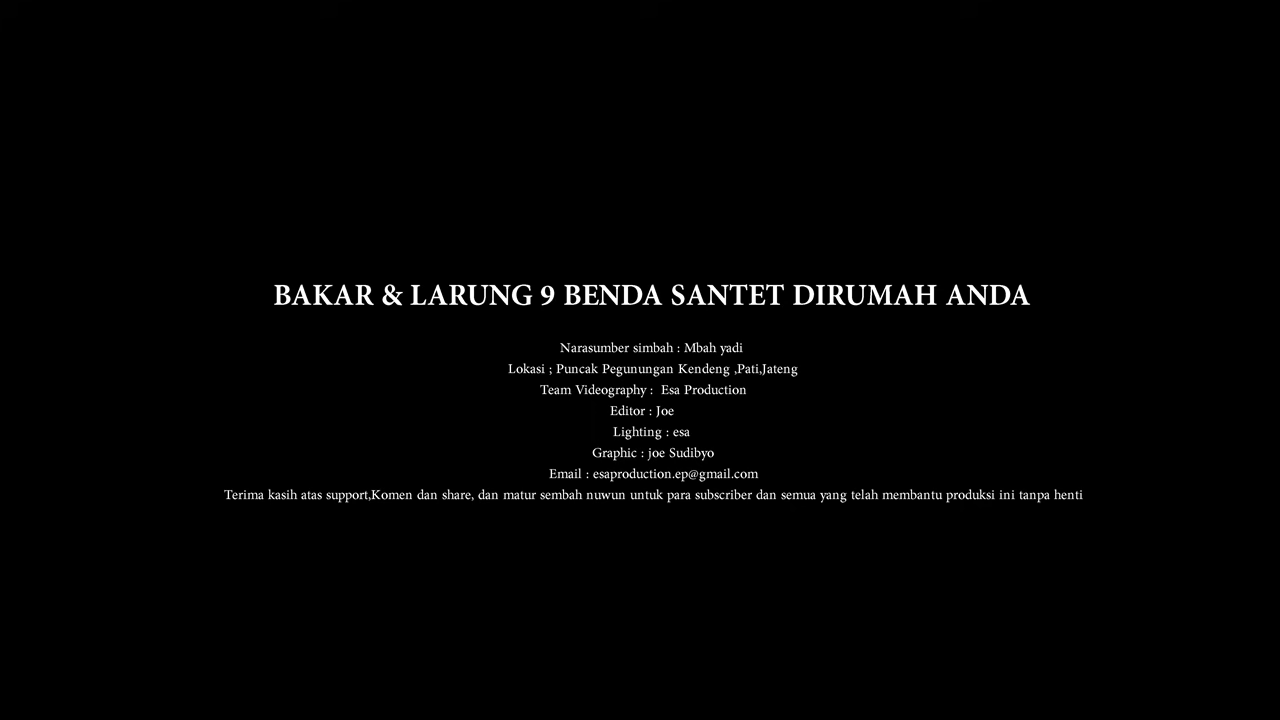 BAKAR & LARUNG 9 BENDA SANTET DIRUMAH ANDA
Narasumber simbah : Mbah yadi
Lokasi ; Puncak Pegunungan Kendeng ,Pati,Jateng
Team Videography :  Esa Production
Editor : Joe
Lighting : esa
Graphic : joe Sudibyo
Email : esaproduction.ep@gmail.com
Terima kasih atas support,Komen dan share, dan matur sembah nuwun untuk para subscriber dan semua yang telah membantu produksi ini tanpa henti